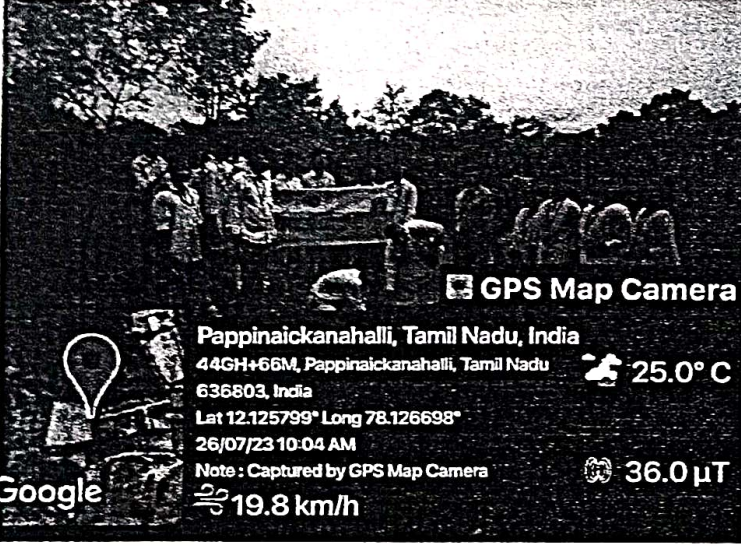 GPS Map Camera
Pappinaickanahalli, Tamil Nadu, India
44GH+66M, Pappinaickanahalli, Tamil Nadu
636803, India
Lat 12.125799° Long 78.126698°
26/07/23 10:04 AM
Note : Captured by GPS Map Camera
25.0° C
36.0 µT
19.8 km/h
Google